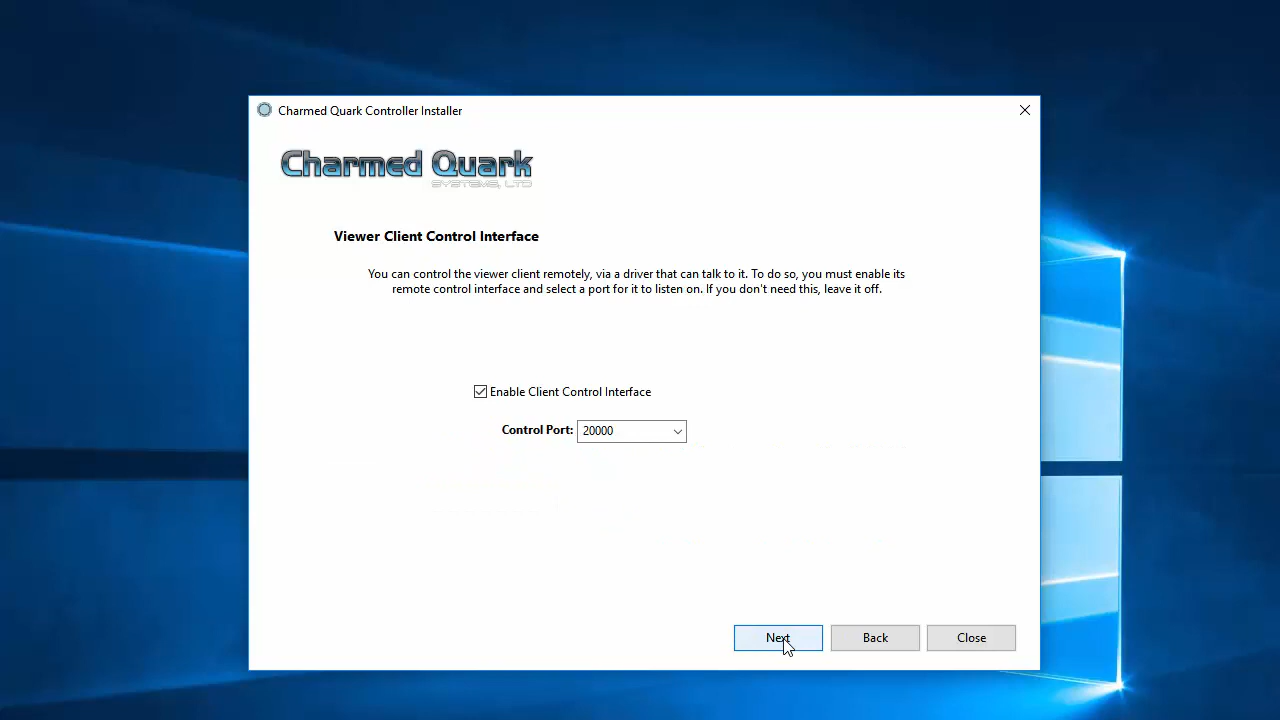 Charmed Quark Controller Installer
Charmed Quark
SYSTEMS, LTD
Viewer Client Control Interface
You can control the viewer client remotely, via a driver that can talk to it. To do so, you must enable its
remote control interface and select a port for it to listen on. If you don't need this, leave it off.
Enable Client Control Interface
Control Port: 20000
Next Back Close